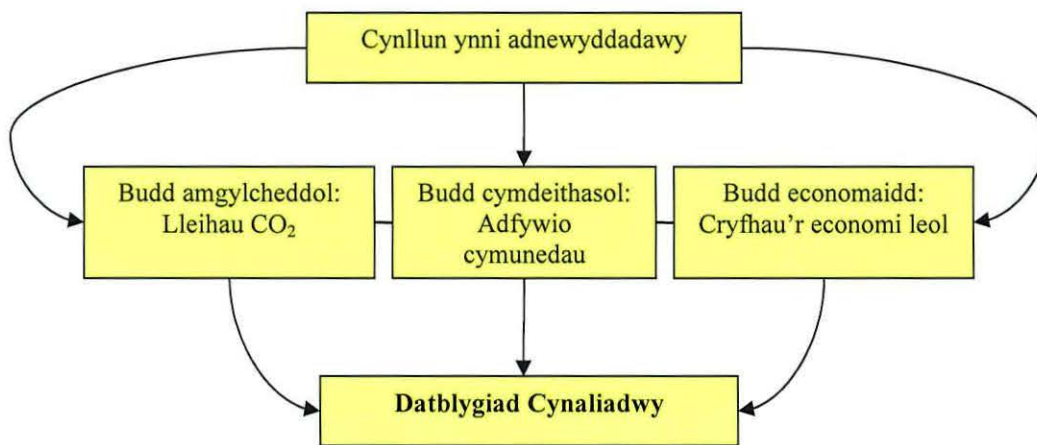 Cynllun ynni adnewyddadawy
Budd amgylcheddol:
Lleihau CO₂
Budd cymdeithasol:
Adfywio
cymunedau
Budd economaidd:
Cryfhau'r economi leol
Datblygiad Cynaliadwy